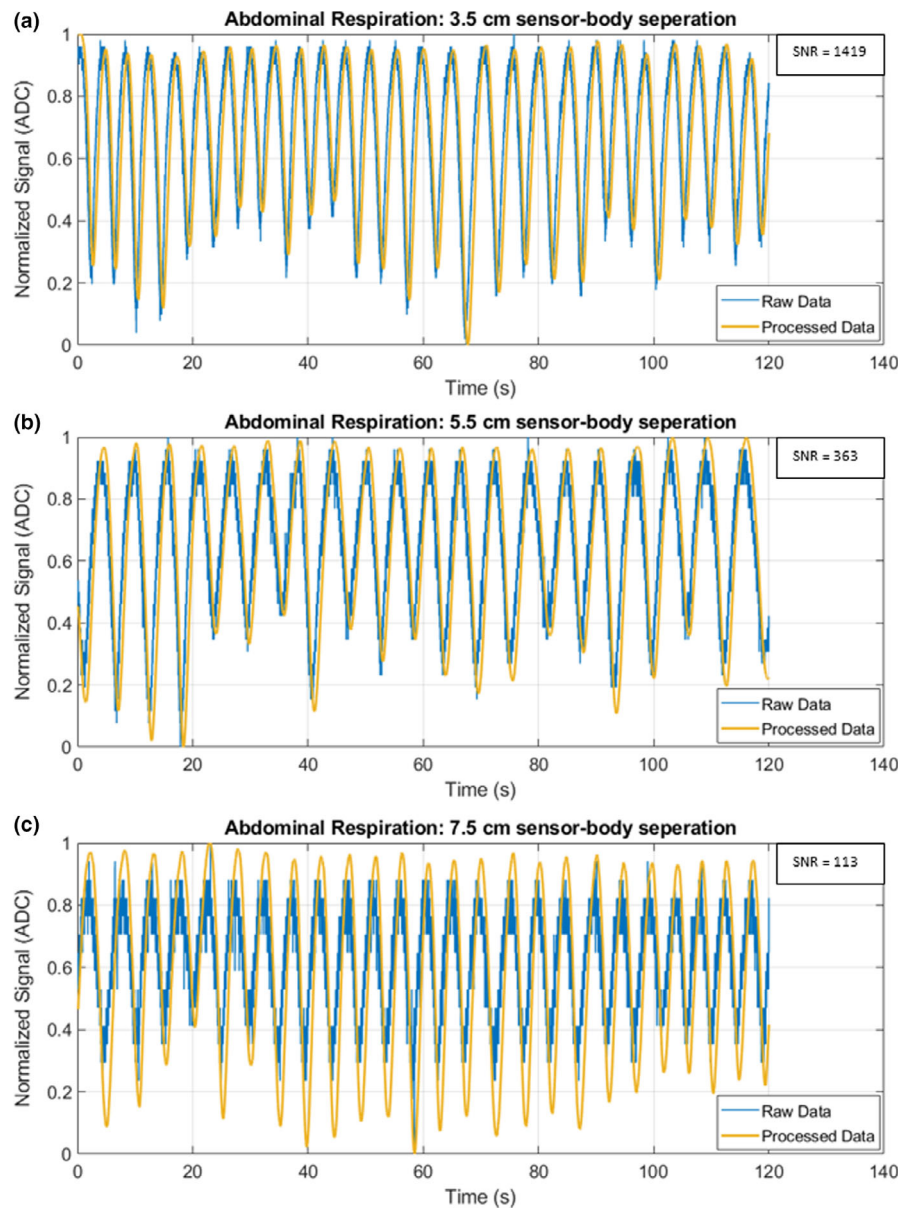 (a)
Abdominal Respiration: 3.5 cm sensor-body seperation
SNR = 1419
Normalized Signal (ADC)
1
0.8
0.6
0.4
0.2
0
Raw Data
Processed Data
0 20 40 60 80 100 120 140
Time (s)
(b)
Abdominal Respiration: 5.5 cm sensor-body seperation
SNR = 363
Normalized Signal (ADC)
1
0.8
0.6
0.4
0.2
0
Raw Data
Processed Data
0 20 40 60 80 100 120 140
Time (s)
(c)
Abdominal Respiration: 7.5 cm sensor-body seperation
SNR = 113
Normalized Signal (ADC)
1
0.8
0.6
0.4
0.2
0
Raw Data
Processed Data
0 20 40 60 80 100 120 140
Time (s)